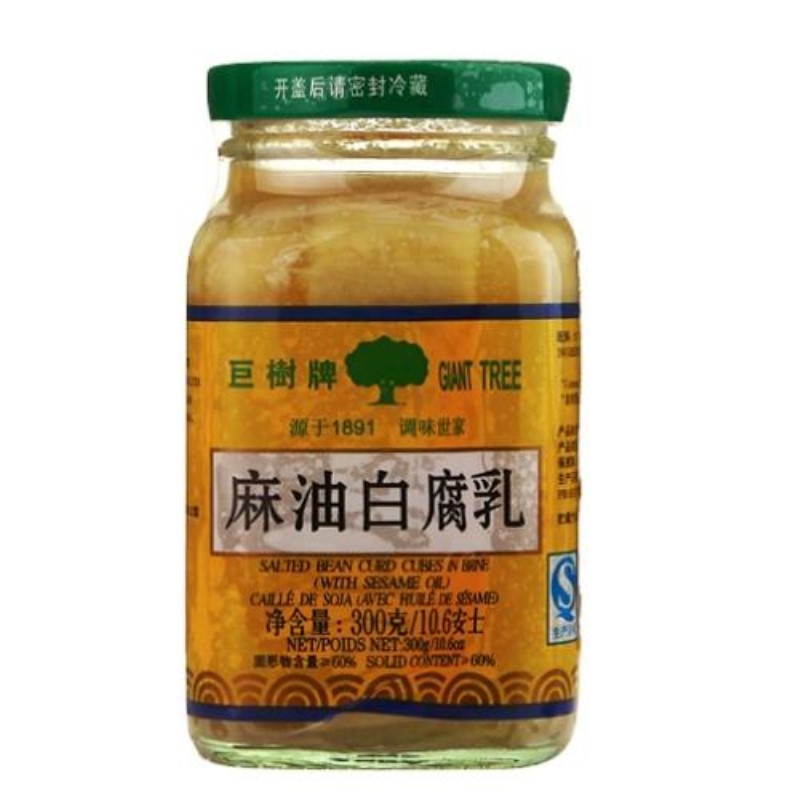 开盖后请密封冷藏
巨樹牌 GIANT TREE
源于1891 调味世家
麻油白腐乳
SALTED BEAN CURD CUBES IN BRINE
(WITH SESAME OIL)
CAILLÉ DE SOJA (AVEC HUILE DE SÉSAME)
净含量：300克/10.6安士
NET/POIDS NET:300g/10.6oz
固形物含量≥60% SOLID CONTENT≥60%